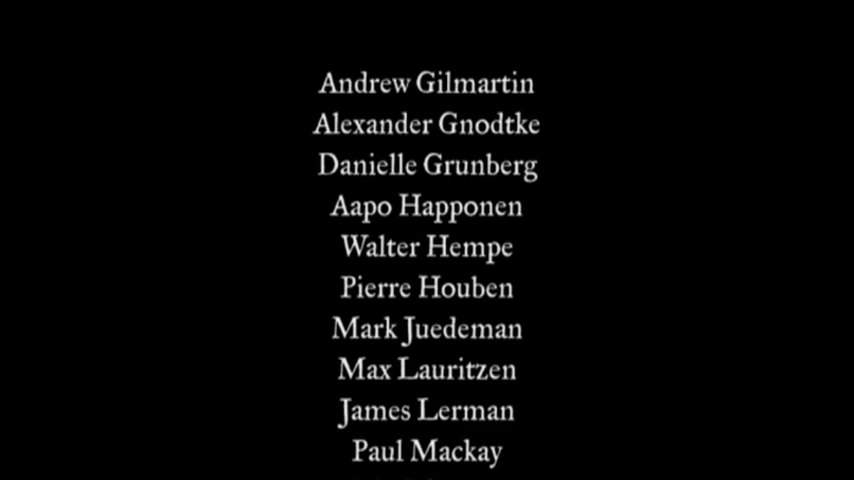 Andrew Gilmartin
Alexander Gnodtke
Danielle Grunberg
Aapo Happonen
Walter Hempe
Pierre Houben
Mark Juedeman
Max Lauritzen
James Lerman
Paul Mackay